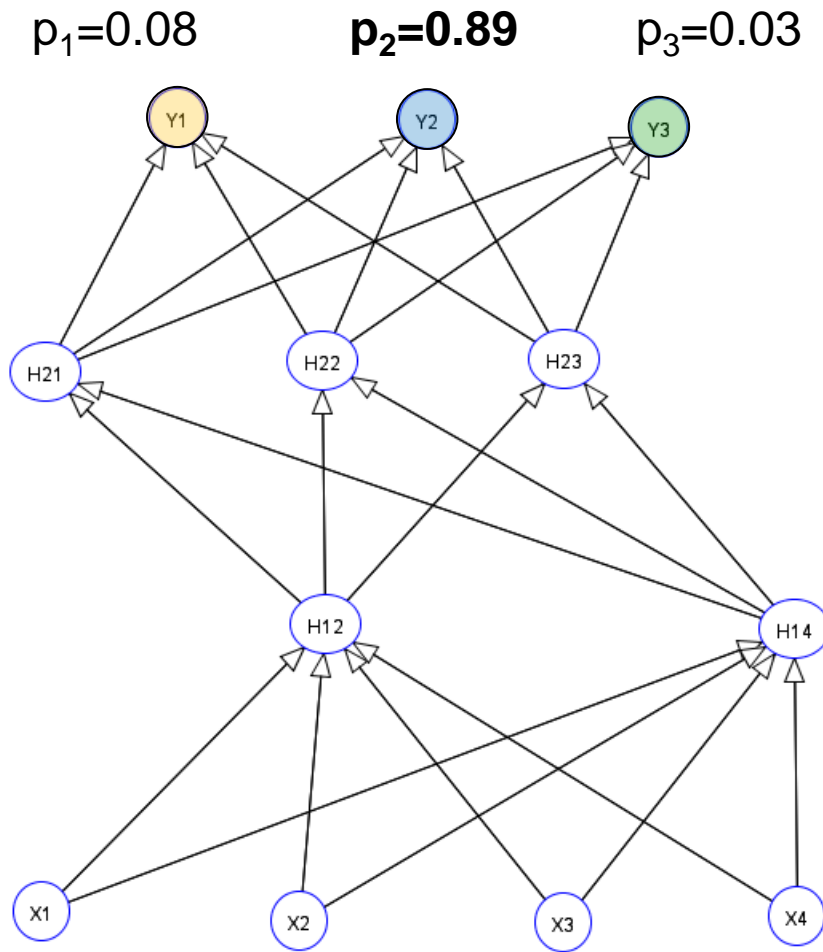 p₁=0.08 p₂=0.89 p₃=0.03
Y1 Y2 Y3
H21 H22 H23
H12 H14
X1 X2 X3 X4